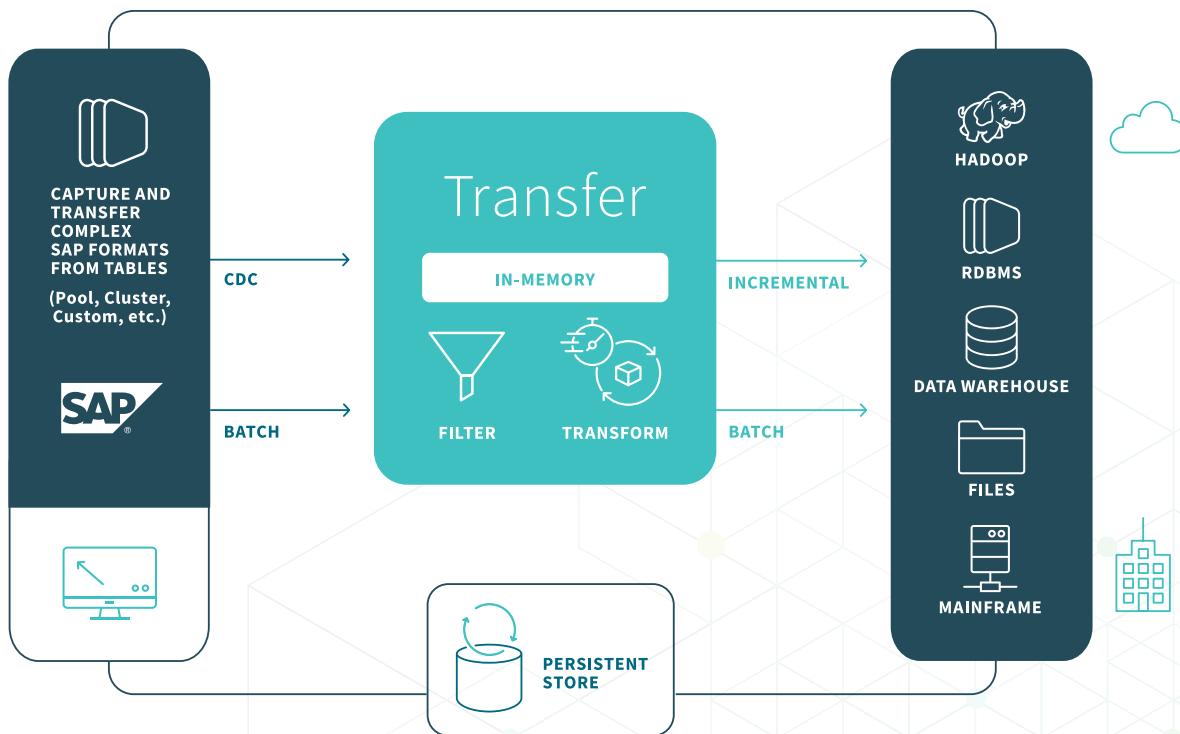 CAPTURE AND
TRANSFER
COMPLEX
SAP FORMATS
FROM TABLES
(Pool, Cluster,
Custom, etc.)
SAP
®
CDC
BATCH
Transfer
IN-MEMORY
FILTER
TRANSFORM
INCREMENTAL
BATCH
HADOOP
RDBMS
DATA WAREHOUSE
FILES
MAINFRAME
PERSISTENT
STORE